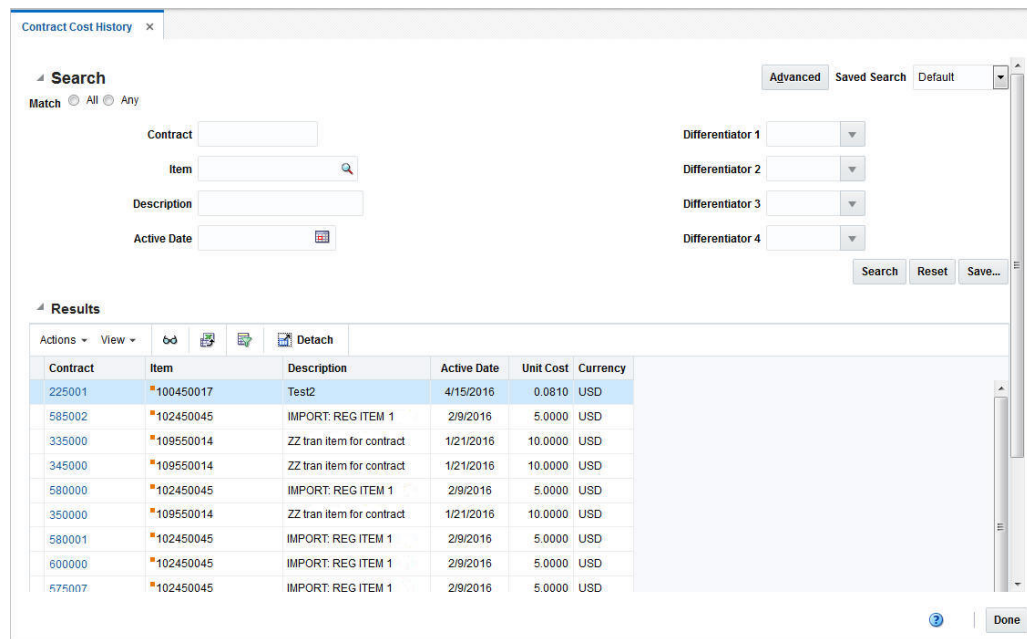 Contract Cost History ×
Search
Advanced Saved Search Default
Match All Any
Contract Differentiator 1
Item Differentiator 2
Description Differentiator 3
Active Date Differentiator 4
Search Reset Save...
Results
Actions View Detach
Contract Item Description Active Date Unit Cost Currency
225001 100450017 Test2 4/15/2016 0.0810 USD
585002 102450045 IMPORT: REG ITEM 1 2/9/2016 5.0000 USD
335000 109550014 ZZ tran item for contract 1/21/2016 10.0000 USD
345000 109550014 ZZ tran item for contract 1/21/2016 10.0000 USD
580000 102450045 IMPORT: REG ITEM 1 2/9/2016 5.0000 USD
350000 109550014 ZZ tran item for contract 1/21/2016 10.0000 USD
580001 102450045 IMPORT: REG ITEM 1 2/9/2016 5.0000 USD
600000 102450045 IMPORT: REG ITEM 1 2/9/2016 5.0000 USD
575007 102450045 IMPORT: REG ITEM 1 2/9/2016 5.0000 USD
? Done